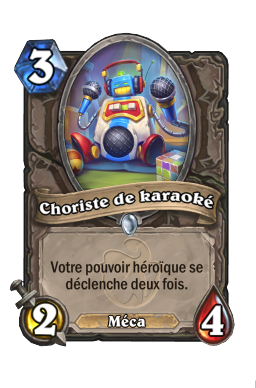 3
Choriste de karaoké
Votre pouvoir héroïque se
déclenche deux fois.
2
Méca
4